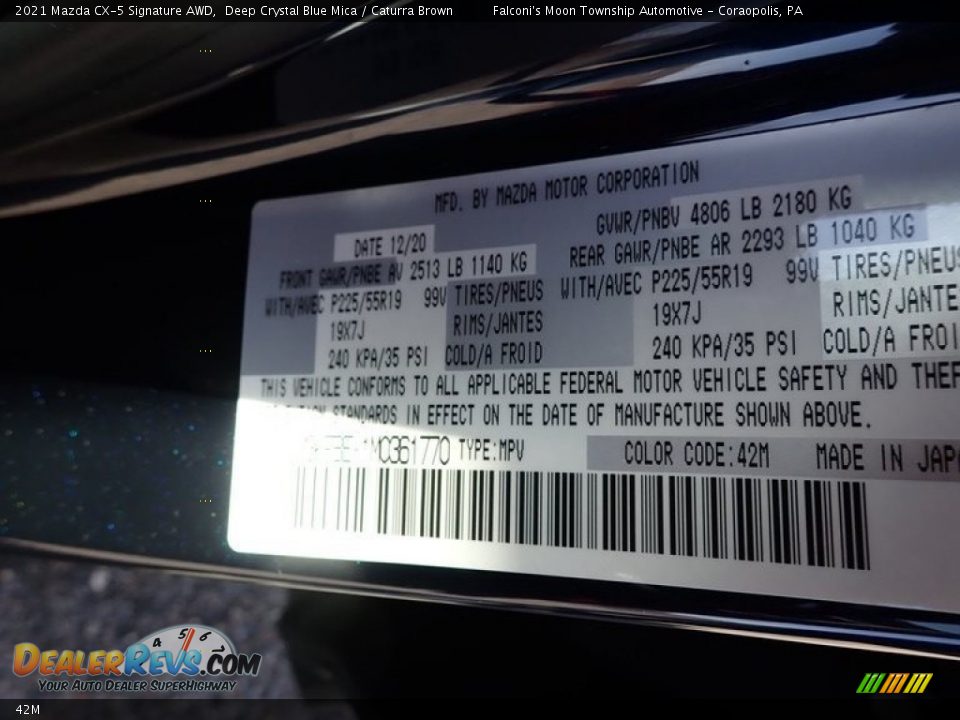 2021 Mazda CX-5 Signature AWD, Deep Crystal Blue Mica / Caturra Brown Falconi's Moon Township Automotive - Coraopolis, PA
MFD. BY MAZDA MOTOR CORPORATION
DATE 12/20 GVWR/PNBV 4806 LB 2180 KG
FRONT GAWR/PNBE AV 2513 LB 1140 KG REAR GAWR/PNBE AR 2293 LB 1040 KG
WITH/AVEC P225/55R19 99V TIRES/PNEUS WITH/AVEC P225/55R19 99V TIRES/PNEUS
19X7J RIMS/JANTES 19X7J RIMS/JANTE
240 KPA/35 PSI COLD/A FROID 240 KPA/35 PSI COLD/A FROI
THIS VEHICLE CONFORMS TO ALL APPLICABLE FEDERAL MOTOR VEHICLE SAFETY AND THEF
STANDARDS IN EFFECT ON THE DATE OF MANUFACTURE SHOWN ABOVE.
M0361770 TYPE:MPV COLOR CODE:42M MADE IN JAP
4 5 6
DealerRevs.com
Your Auto Dealer SuperHighway
42M